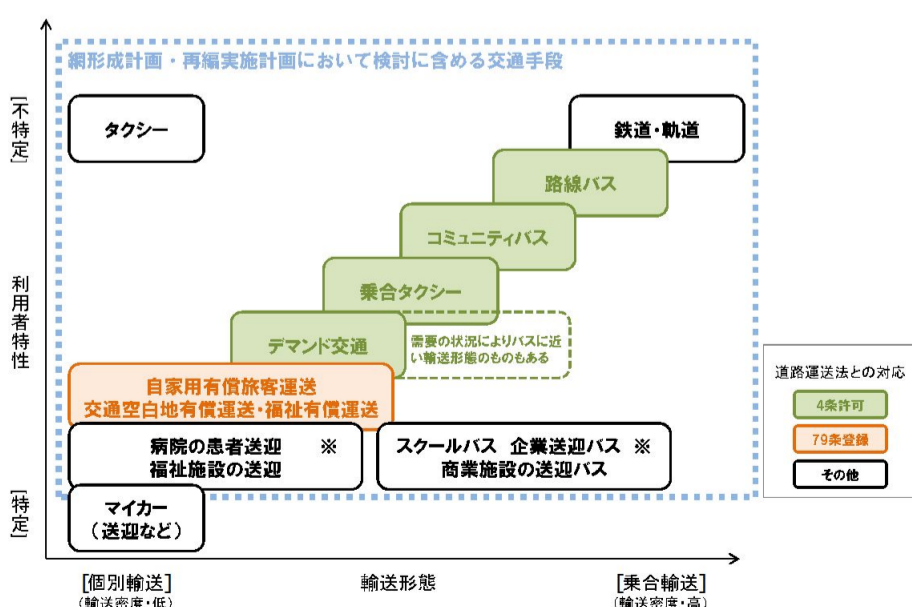 網形成計画・再編実施計画において検討に含める交通手段
[不特定]
タクシー
鉄道・軌道
路線バス
コミュニティバス
乗合タクシー
利用者特性
デマンド交通
需要の状況によりバスに近
い輸送形態のものもある
自家用有償旅客運送
交通空白地有償運送・福祉有償運送
病院の患者送迎 ※
福祉施設の送迎
スクールバス 企業送迎バス ※
商業施設の送迎バス
[特定]
マイカー
(送迎など)
[個別輸送]
(輸送密度・低)
輸送形態
[乗合輸送]
(輸送密度・高)
道路運送法との対応
4条許可
79条登録
その他